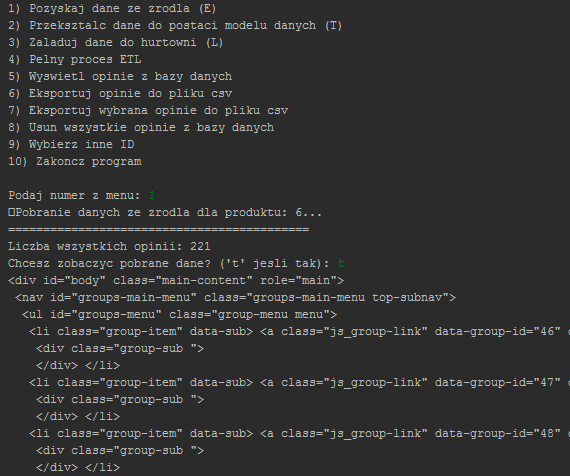 1) Pozyskaj dane ze zrodla (E)
2) Przeksztalc dane do postaci modelu danych (T)
3) Zaladuj dane do hurtowni (L)
4) Pelny proces ETL
5) Wyswietl opinie z bazy danych
6) Eksportuj opinie do pliku csv
7) Eksportuj wybrana opinie do pliku csv
8) Usun wszystkie opinie z bazy danych
9) Wybierz inne ID
10) Zakoncz program
Podaj numer z menu: 1
Pobranie danych ze zrodla dla produktu: 6...
===========================================
Liczba wszystkich opinii: 221
Chcesz zobaczyc pobrane dane? ('t' jesli tak): t
<div id="body" class="main-content" role="main">
<nav id="groups-main-menu" class="groups-main-menu top-subnav">
<ul id="groups-menu" class="group-menu menu">
<li class="group-item" data-sub> <a class="js_group-link" data-group-id="46"
<div class="group-sub ">
</div> </li>
<li class="group-item" data-sub> <a class="js_group-link" data-group-id="47"
<div class="group-sub ">
</div> </li>
<li class="group-item" data-sub> <a class="js_group-link" data-group-id="48"
<div class="group-sub ">
</div> </li>